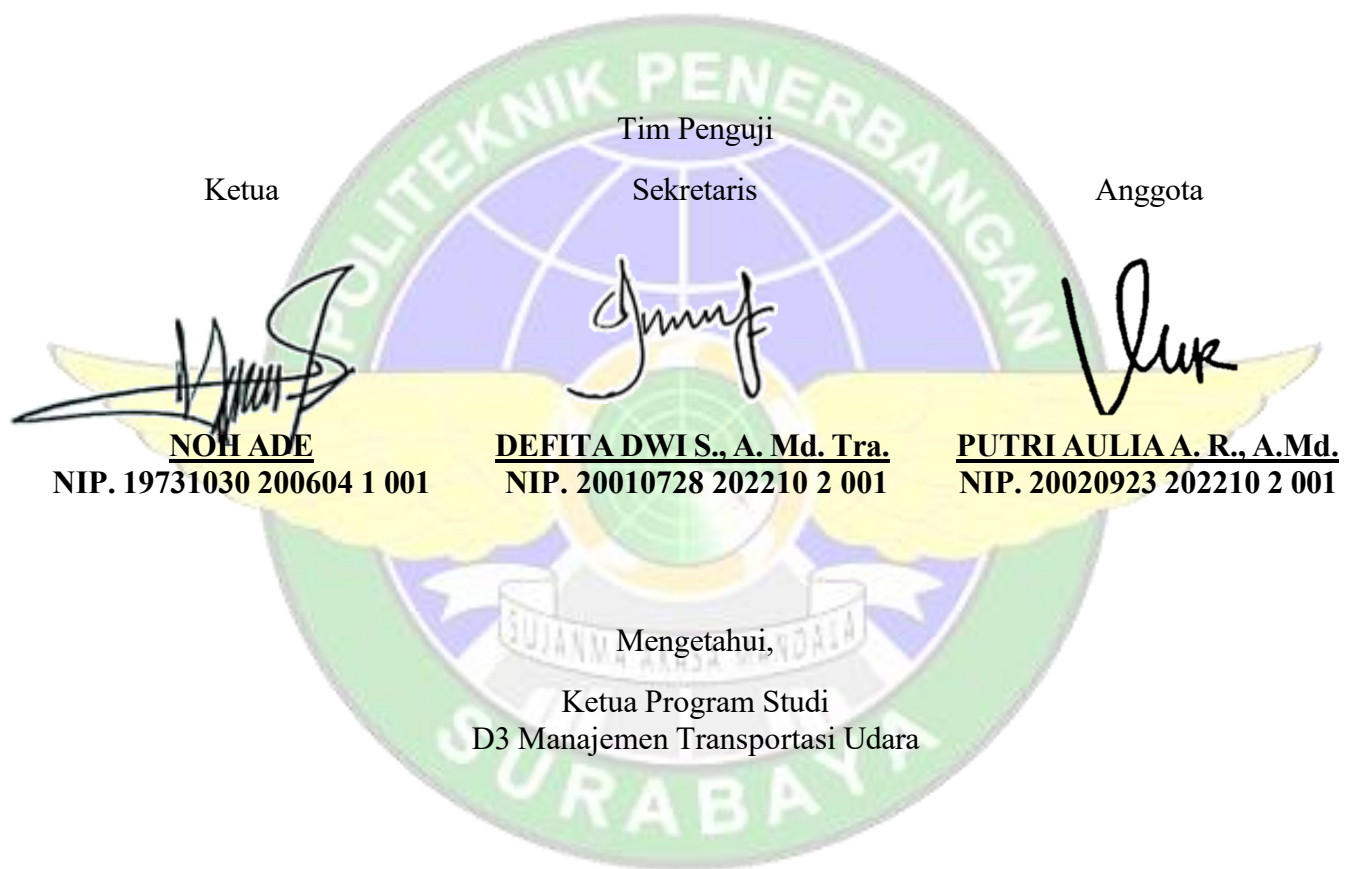 POLITEKNIK PENERBANGAN
Tim Penguji
Ketua
Sekretaris
Anggota
NOH ADE
NIP. 19731030 200604 1 001
DEFITA DWI S., A. Md. Tra.
NIP. 20010728 202210 2 001
PUTRI AULIA A. R., A.Md.
NIP. 20020923 202210 2 001
Mengetahui,
Ketua Program Studi
D3 Manajemen Transportasi Udara
SURABAYA